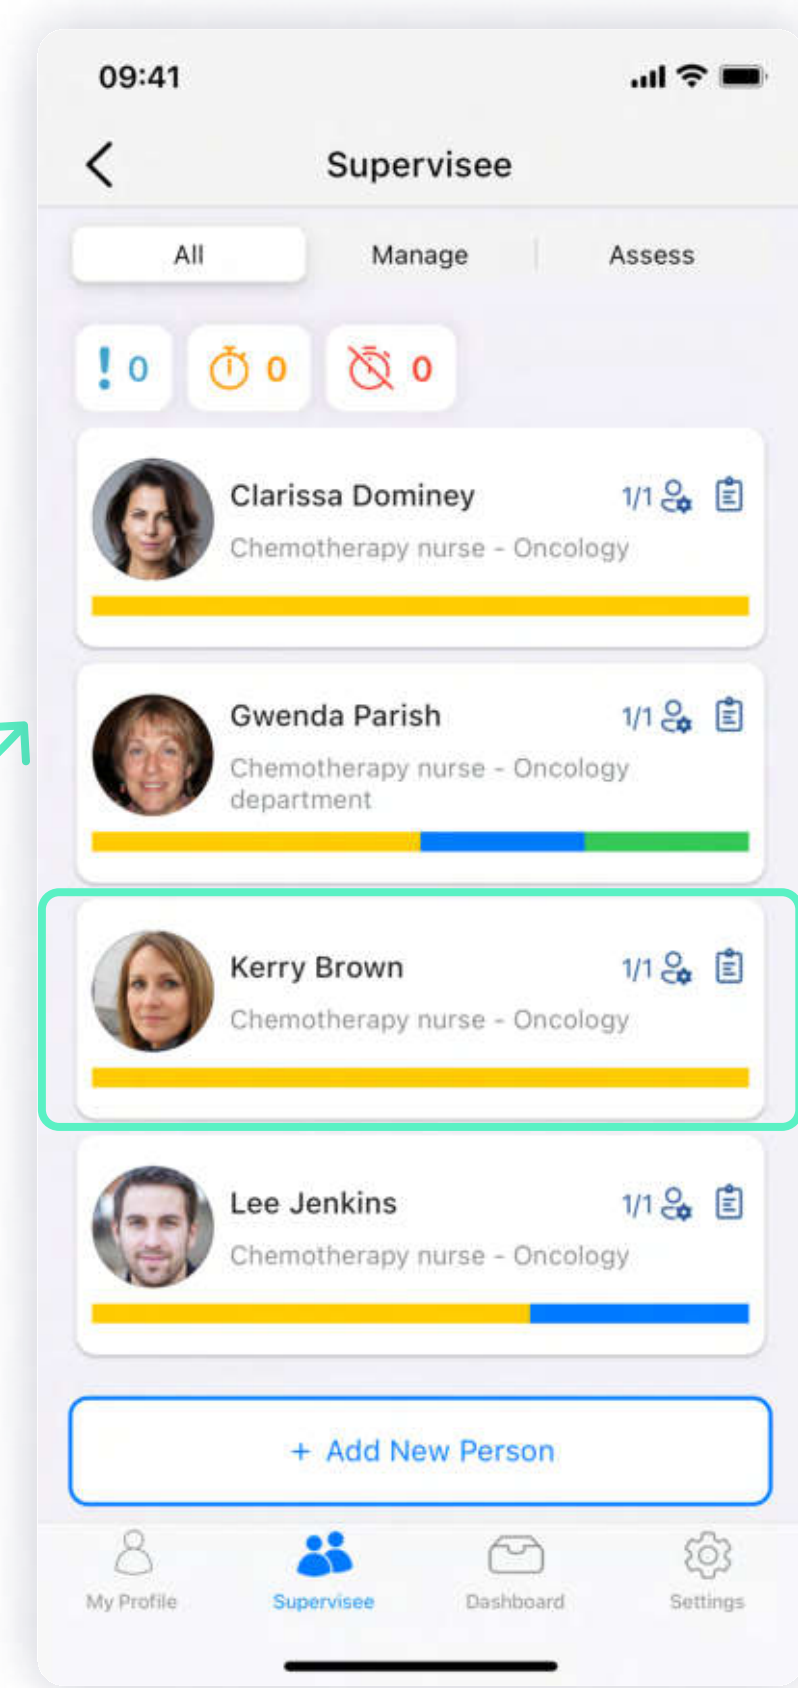 09:41
Supervisee
All Manage Assess
! 0 0 0
Clarissa Dominey 1/1
Chemotherapy nurse - Oncology
Gwenda Parish 1/1
Chemotherapy nurse - Oncology
department
Kerry Brown 1/1
Chemotherapy nurse - Oncology
Lee Jenkins 1/1
Chemotherapy nurse - Oncology
+ Add New Person
My Profile Supervisee Dashboard Settings